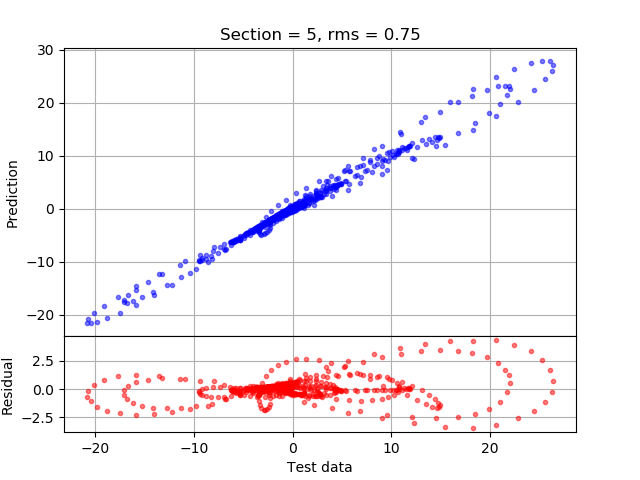 Section = 5, rms = 0.75
30
20
10
0
−10
−20
Prediction
2.5
0.0
−2.5
Residual
−20 −10 0 10 20
Test data